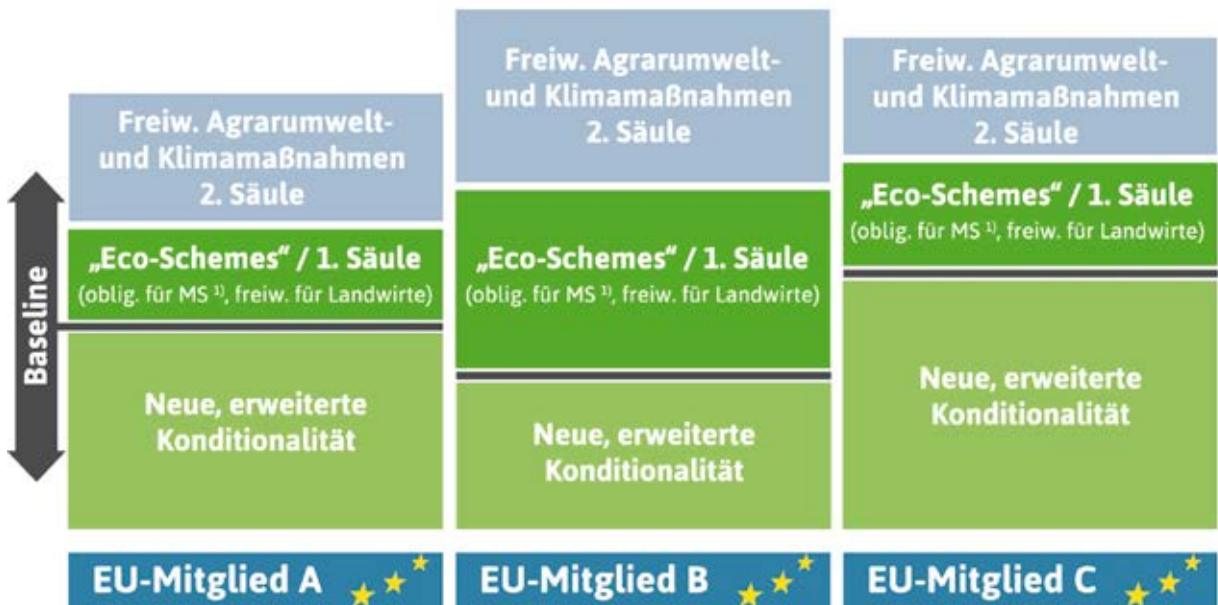 Freiw. Agrarumwelt-
und Klimamaßnahmen
2. Säule
„Eco-Schemes“ / 1. Säule
(oblig. für MS ¹⁾, freiw. für Landwirte)
Neue, erweiterte
Konditionalität
EU-Mitglied A
Freiw. Agrarumwelt-
und Klimamaßnahmen
2. Säule
„Eco-Schemes“ / 1. Säule
(oblig. für MS ¹⁾, freiw. für Landwirte)
Neue, erweiterte
Konditionalität
EU-Mitglied B
Freiw. Agrarumwelt-
und Klimamaßnahmen
2. Säule
„Eco-Schemes“ / 1. Säule
(oblig. für MS ¹⁾, freiw. für Landwirte)
Neue, erweiterte
Konditionalität
EU-Mitglied C
Baseline